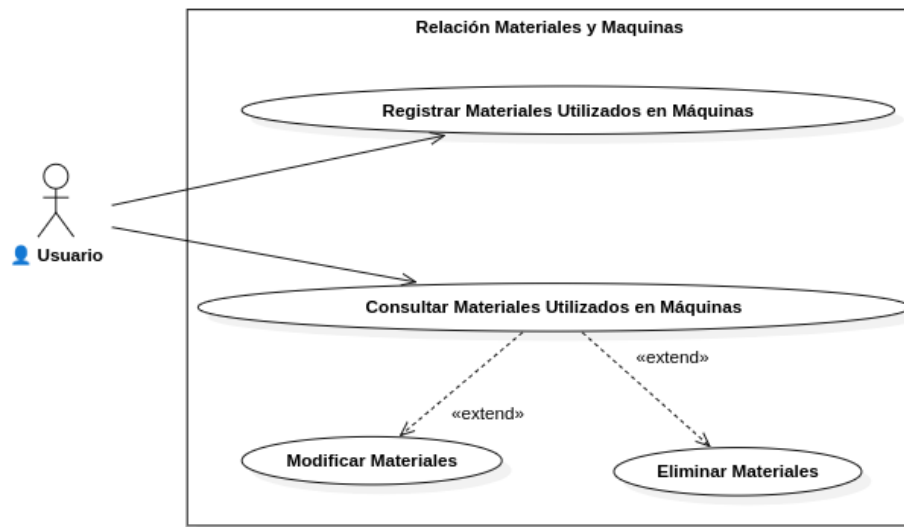 Relación Materiales y Maquinas
Registrar Materiales Utilizados en Máquinas
Usuario
Consultar Materiales Utilizados en Máquinas
«extend»
«extend»
Modificar Materiales
Eliminar Materiales